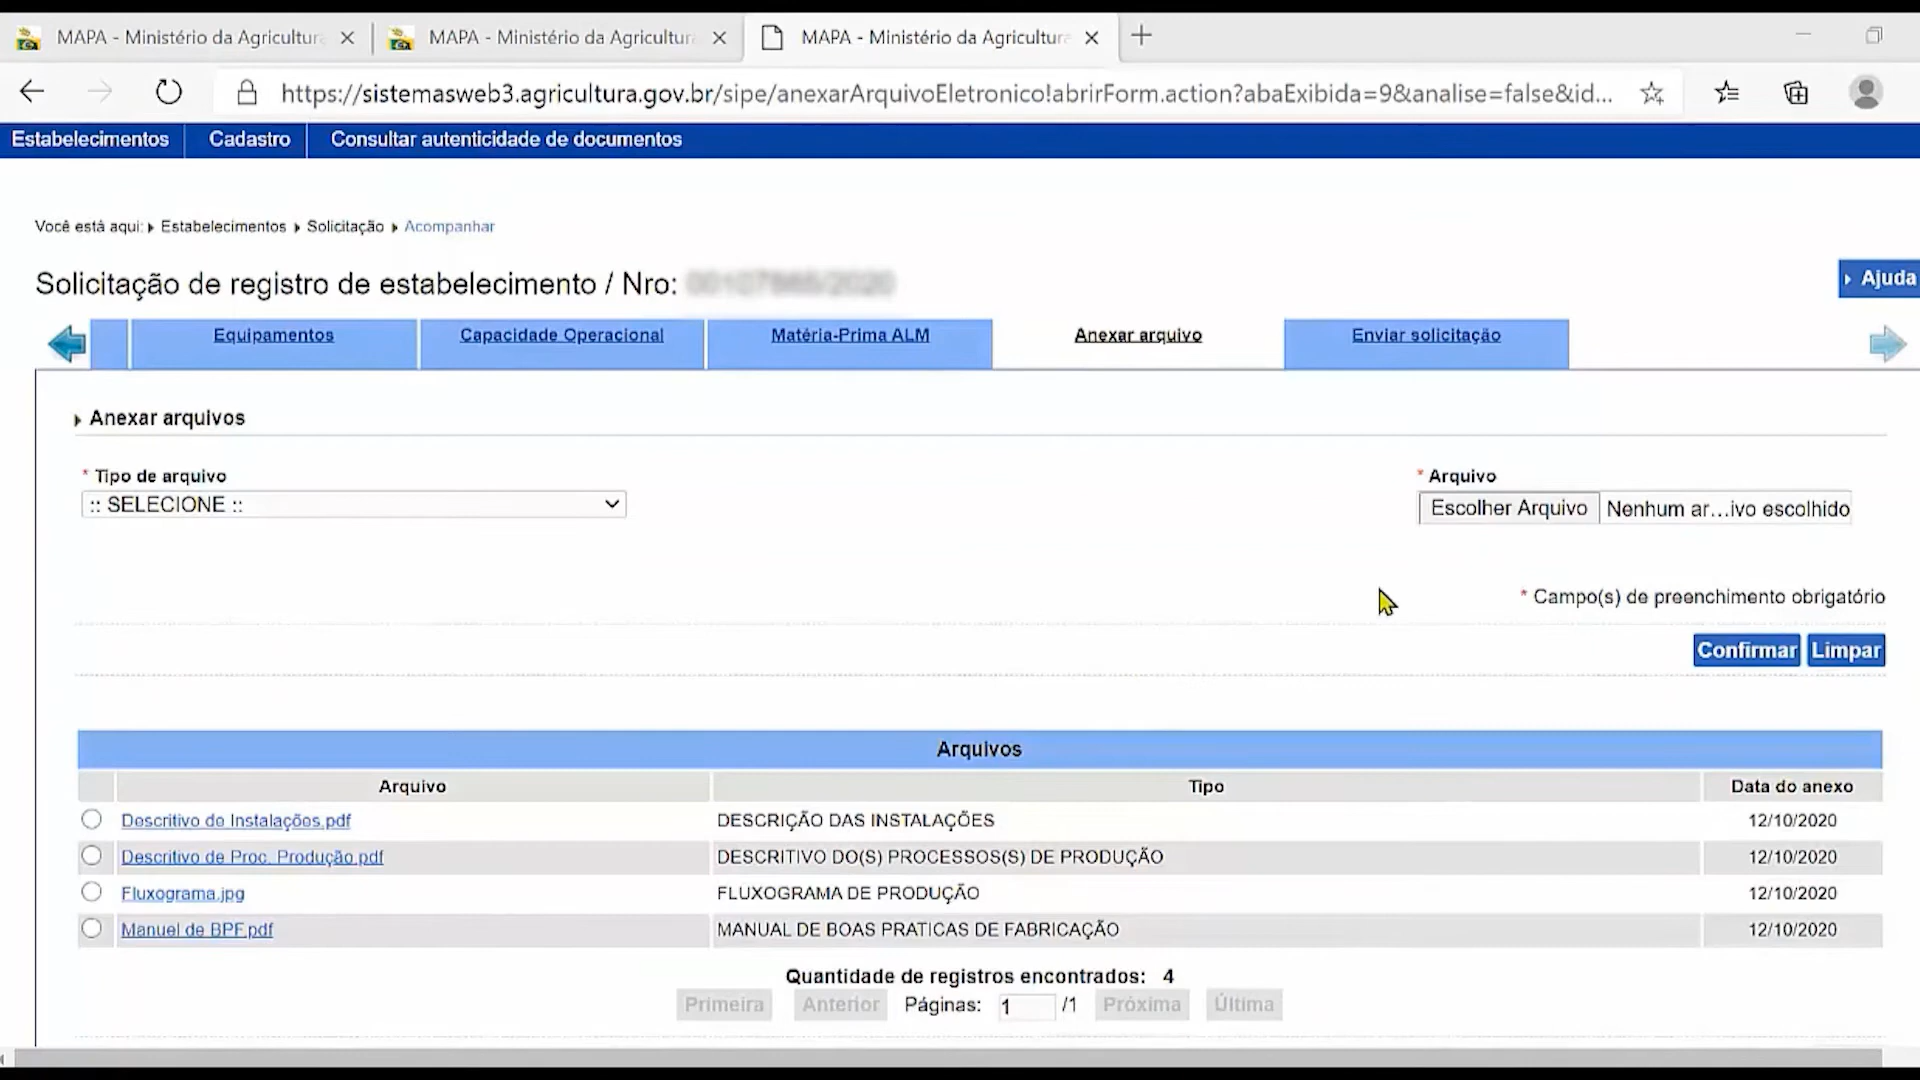 MAPA - Ministério da Agricultur
MAPA - Ministério da Agricultur
MAPA - Ministério da Agricultura
https://sistemasweb3.agricultura.gov.br/sipe/anexarArquivoEletronico!abrirForm.action?abaExibida=9&analise=false&id...
Estabelecimentos Cadastro Consultar autenticidade de documentos
Você está aqui: Estabelecimentos Solicitação Acompanhar
Solicitação de registro de estabelecimento / Nro:
Ajuda
Equipamentos Capacidade Operacional Matéria-Prima ALM Anexar arquivo Enviar solicitação
Anexar arquivos
* Tipo de arquivo * Arquivo
:: SELECIONE :: Escolher Arquivo Nenhum ar...ivo escolhido
* Campo(s) de preenchimento obrigatório
Confirmar Limpar
Arquivos
Arquivo Tipo Data do anexo
Descritivo de Instalações.pdf DESCRIÇÃO DAS INSTALAÇÕES 12/10/2020
Descritivo de Proc. Produção.pdf DESCRITIVO DO(S) PROCESSOS(S) DE PRODUÇÃO 12/10/2020
Fluxograma.jpg FLUXOGRAMA DE PRODUÇÃO 12/10/2020
Manuel de BPF.pdf MANUAL DE BOAS PRATICAS DE FABRICAÇÃO 12/10/2020
Quantidade de registros encontrados: 4
Primeira Anterior Páginas: 1 /1 Próxima Última